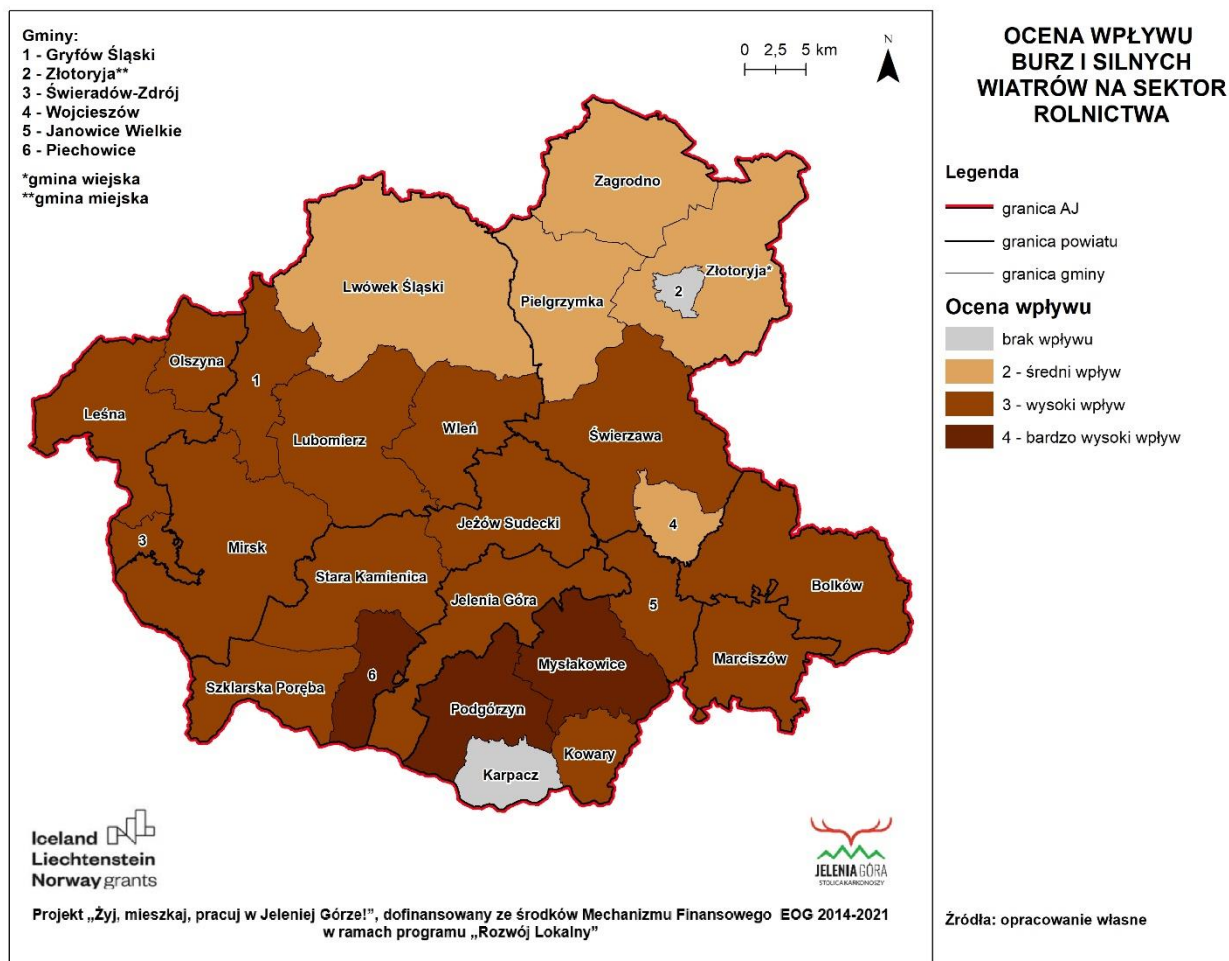 Gminy:
1 - Gryfów Śląski
2 - Złotoryja**
3 - Świeradów-Zdrój
4 - Wojcieszów
5 - Janowice Wielkie
6 - Piechowice
*gmina wiejska
**gmina miejska
0 2,5 5 km
N
OCENA WPŁYWU
BURZ I SILNYCH
WIATRÓW NA SEKTOR
ROLNICTWA
Legenda
granica AJ
granica powiatu
granica gminy
Ocena wpływu
brak wpływu
2 - średni wpływ
3 - wysoki wpływ
4 - bardzo wysoki wpływ
Zagrodno
Złotoryja*
2
Lwówek Śląski
Pielgrzymka
Olszyna
1
Leśna
Lubomierz
Wleń
Świerzawa
4
Jeżów Sudecki
3
Mirsk
Stara Kamienica
Bolków
Jelenia Góra
5
Marciszów
Mysłakowice
6
Szklarska Poręba
Podgórzyn
Kowary
Karpacz
Iceland
Liechtenstein
Norway grants
JELENIA GÓRA
STOLICA KARKONOSZY
Projekt „Żyj, mieszkaj, pracuj w Jeleniej Górze!”, dofinansowany ze środków Mechanizmu Finansowego EOG 2014-2021
w ramach programu „Rozwój Lokalny”
Źródła: opracowanie własne